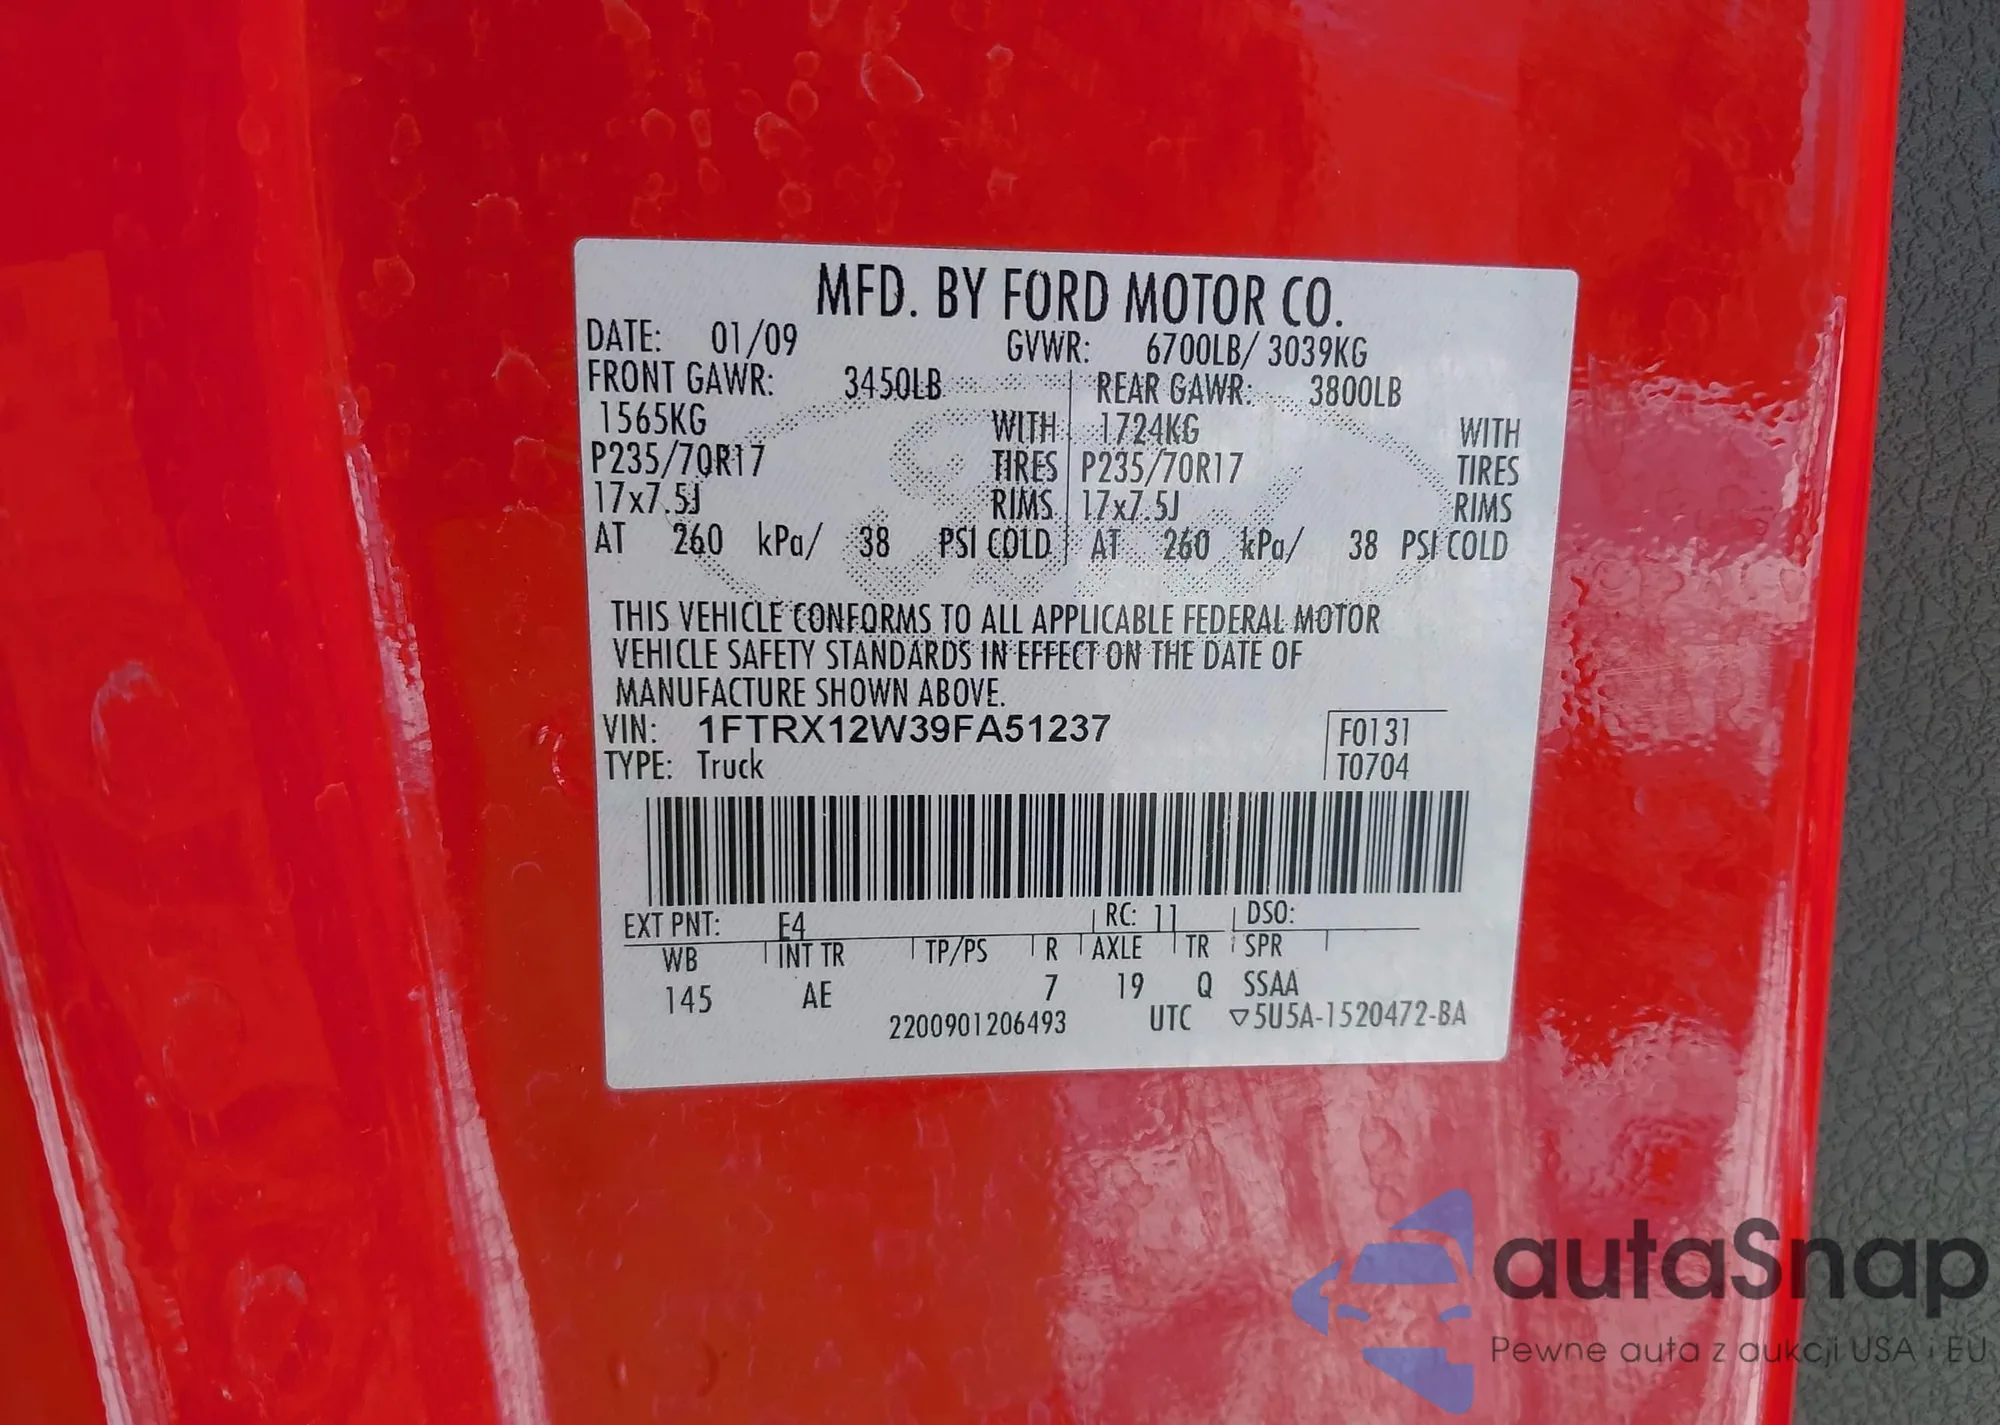 MFD. BY FORD MOTOR CO.
DATE: 01/09 GVWR: 6700LB/ 3039KG
FRONT GAWR: 3450LB REAR GAWR: 3800LB
1565KG WITH 1724KG WITH
P235/70R17 TIRES P235/70R17 TIRES
17x7.5J RIMS 17x7.5J RIMS
AT 260 kPa/ 38 PSI COLD AT 260 kPa/ 38 PSI COLD
THIS VEHICLE CONFORMS TO ALL APPLICABLE FEDERAL MOTOR
VEHICLE SAFETY STANDARDS IN EFFECT ON THE DATE OF
MANUFACTURE SHOWN ABOVE.
VIN: 1FTRX12W39FA51237 F0131
TYPE: Truck T0704
EXT PNT: E4 RC: 11 DSO:
WB INT TR TP/PS R AXLE TR SPR
145 AE 7 19 Q SSAA
2200901206493 UTC ▽5U5A-1520472-BA
autaSnap
Pewne auta z aukcji USA i EU